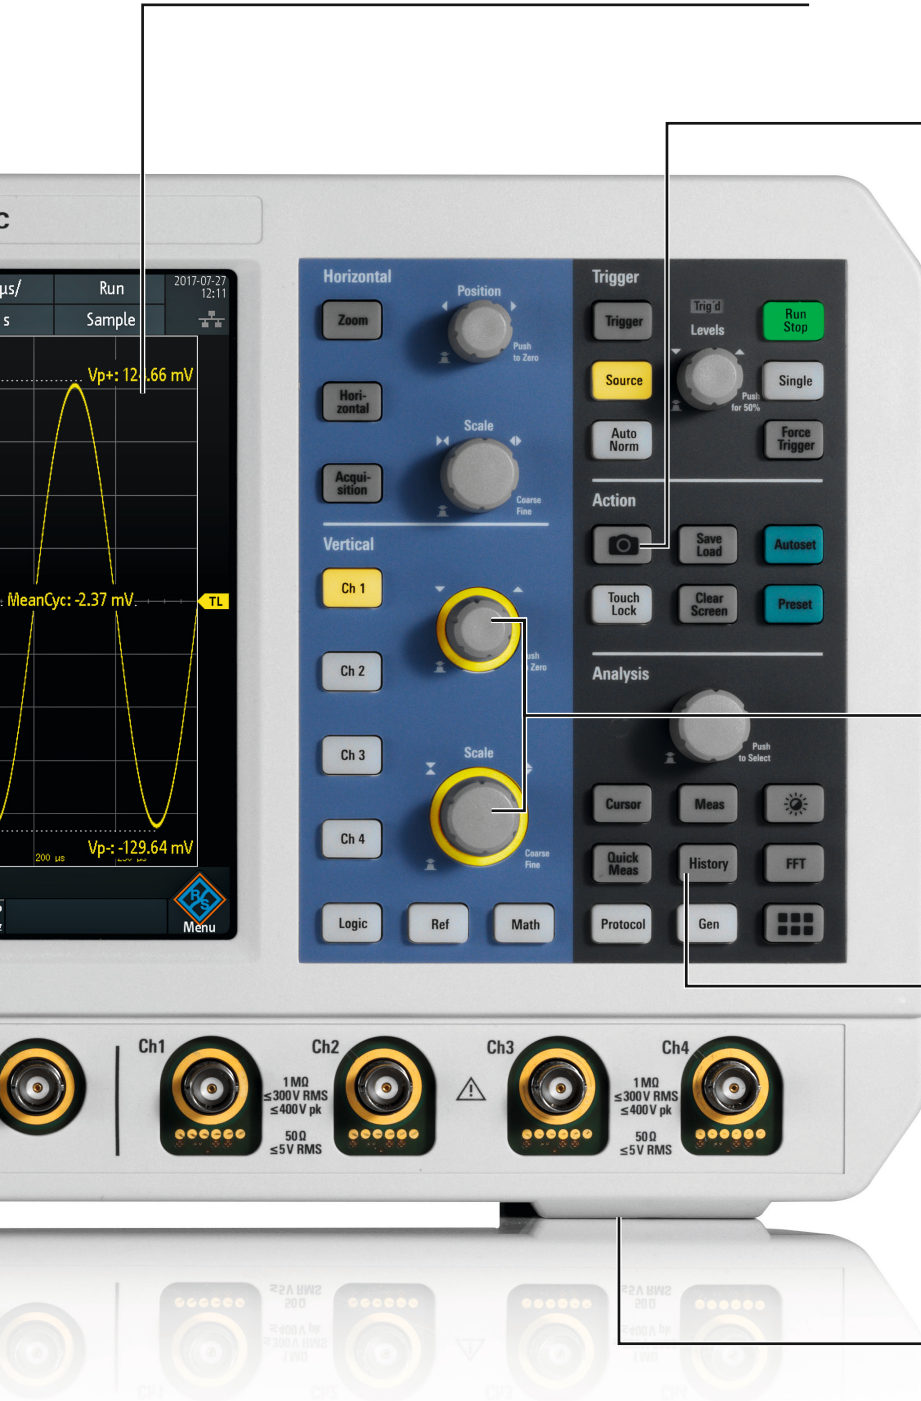 C
µs/
Run
2017-07-27
12:11
s
Sample
Vp+: 128.66 mV
MeanCyc: -2.37 mV
TL
Vp-: -129.64 mV
200 µs
R S
Menu
Horizontal
Position
Zoom
Push
to Zero
Hori-
zontal
Scale
Acqui-
sition
Coarse
Fine
Vertical
Ch 1
Push
to Zero
Ch 2
Ch 3
Scale
Ch 4
Coarse
Fine
Logic
Ref
Math
Trigger
Trig'd
Run
Stop
Trigger
Levels
Source
Single
Push
for 50%
Auto
Norm
Force
Trigger
Action
Save
Load
Autoset
Touch
Lock
Clear
Screen
Preset
Analysis
Push
to Select
Cursor
Meas
Quick
Meas
History
FFT
Protocol
Gen
Ch1
Ch2
Ch3
Ch4
1 MΩ
≤300 V RMS
≤400 V pk
50 Ω
≤5 V RMS
1 MΩ
≤300 V RMS
≤400 V pk
50 Ω
≤5 V RMS